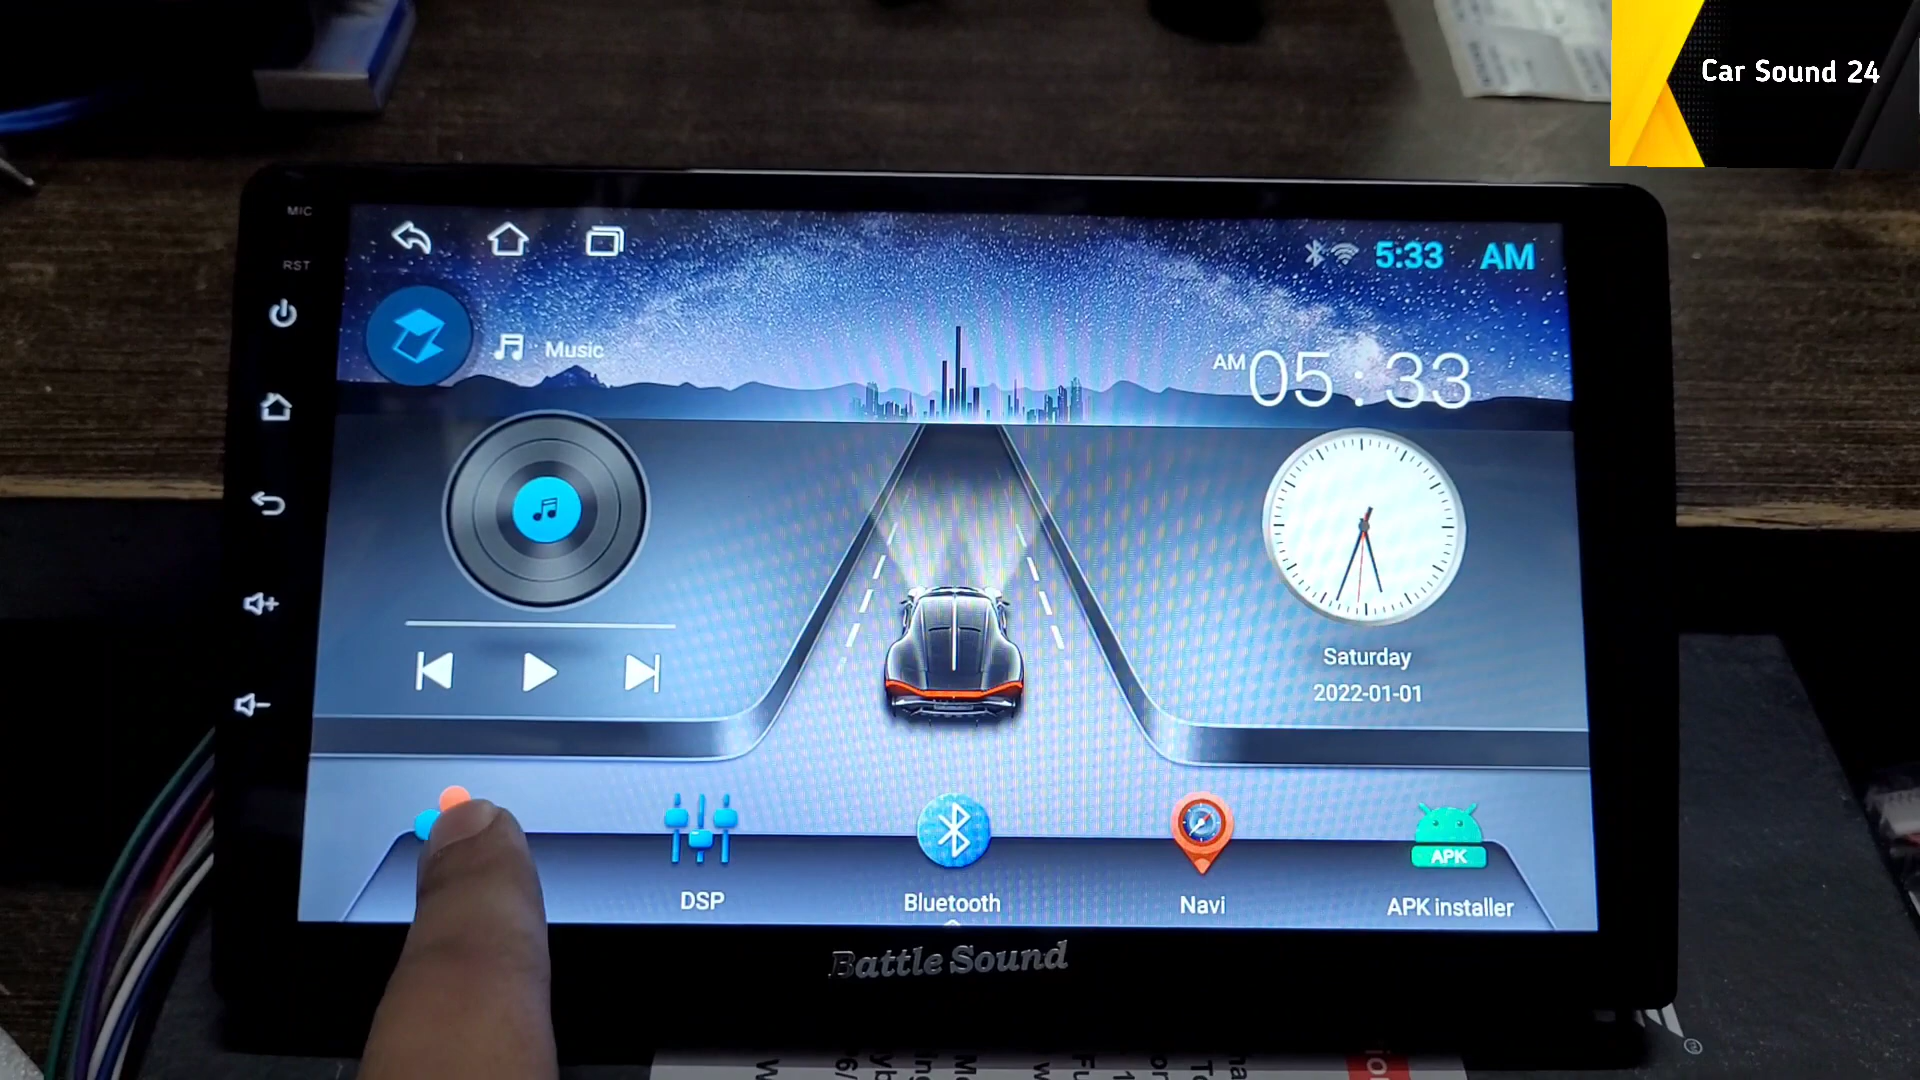 Car Sound 24
MIC
RST
5:33 AM
Music
AM 05:33
Saturday
2022-01-01
DSP
Bluetooth
Navi
APK
APK installer
Battle Sound